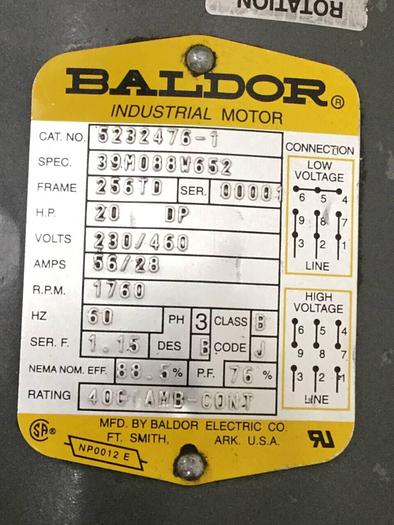 ROTATION
BALDOR®
INDUSTRIAL MOTOR
CAT. NO. 5232476-1
SPEC. 39M088W652
FRAME 256TD SER. 00001
H.P. 20 DP
VOLTS 230/460
AMPS 56/28
R.P.M. 1760
HZ 60 PH 3 CLASS B
SER. F. 1.15 DES B CODE J
NEMA NOM. EFF. 88.5 % P.F. 76 %
RATING 40C AMB-CONT
CONNECTION
LOW
VOLTAGE
6 5 4
9 8 7
3 2 1
LINE
HIGH
VOLTAGE
6 5 4
9 8 7
3 2 1
LINE
MFD. BY BALDOR ELECTRIC CO.
FT. SMITH, ARK. U.S.A.
SA®
NP0012 E